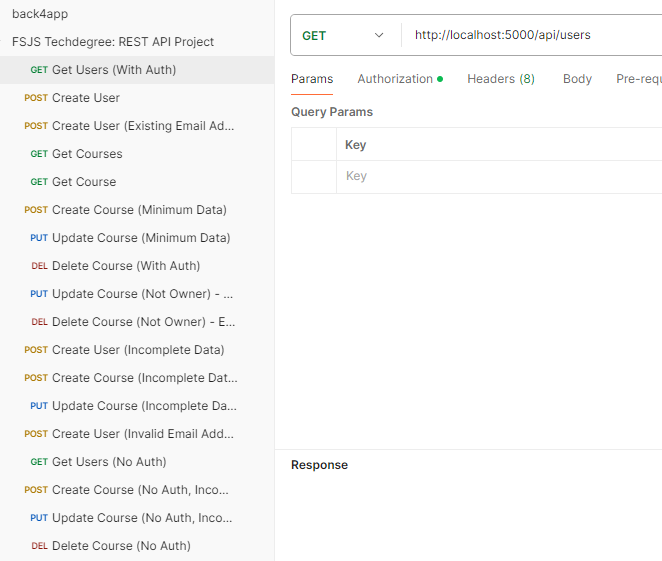 back4app
FSJS Techdegree: REST API Project
GET Get Users (With Auth)
POST Create User
POST Create User (Existing Email Ad...
GET Get Courses
GET Get Course
POST Create Course (Minimum Data)
PUT Update Course (Minimum Data)
DEL Delete Course (With Auth)
PUT Update Course (Not Owner) - ...
DEL Delete Course (Not Owner) - E...
POST Create User (Incomplete Data)
POST Create Course (Incomplete Dat...
PUT Update Course (Incomplete Da...
POST Create User (Invalid Email Add...
GET Get Users (No Auth)
POST Create Course (No Auth, Inco...
PUT Update Course (No Auth, Inco...
DEL Delete Course (No Auth)
GET http://localhost:5000/api/users
Params Authorization Headers (8) Body Pre-requ
Query Params
Key
Key
Response